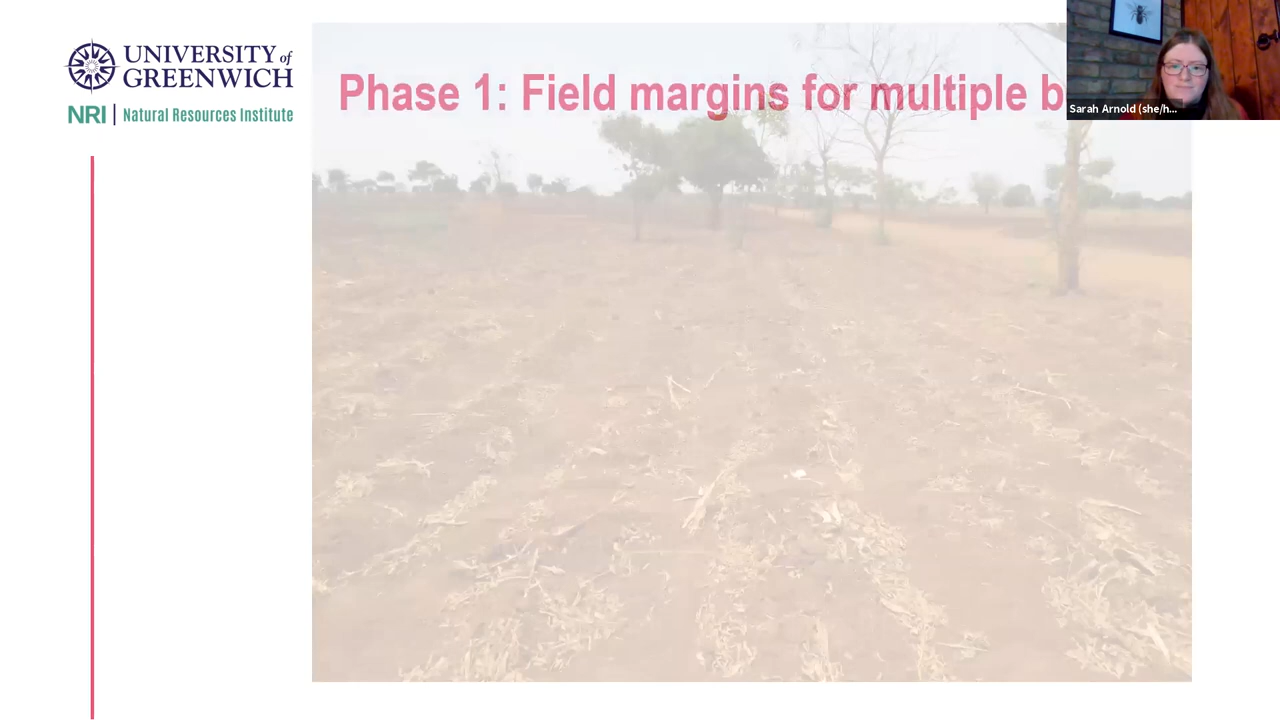 UNIVERSITY of
GREENWICH
NRI | Natural Resources Institute
Phase 1: Field margins for multiple b
Sarah Arnold (she/h...